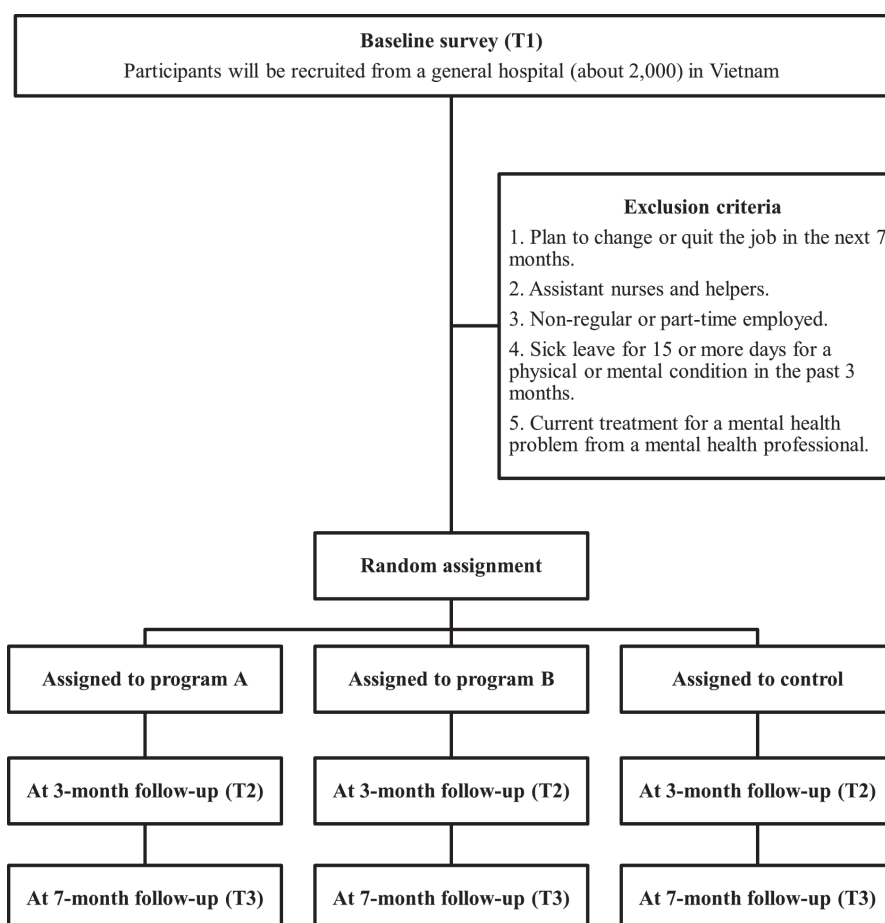 Baseline survey (T1)
Participants will be recruited from a general hospital (about 2,000) in Vietnam
Exclusion criteria
1. Plan to change or quit the job in the next 7
months.
2. Assistant nurses and helpers.
3. Non-regular or part-time employed.
4. Sick leave for 15 or more days for a
physical or mental condition in the past 3
months.
5. Current treatment for a mental health
problem from a mental health professional.
Random assignment
Assigned to program A
Assigned to program B
Assigned to control
At 3-month follow-up (T2)
At 3-month follow-up (T2)
At 3-month follow-up (T2)
At 7-month follow-up (T3)
At 7-month follow-up (T3)
At 7-month follow-up (T3)